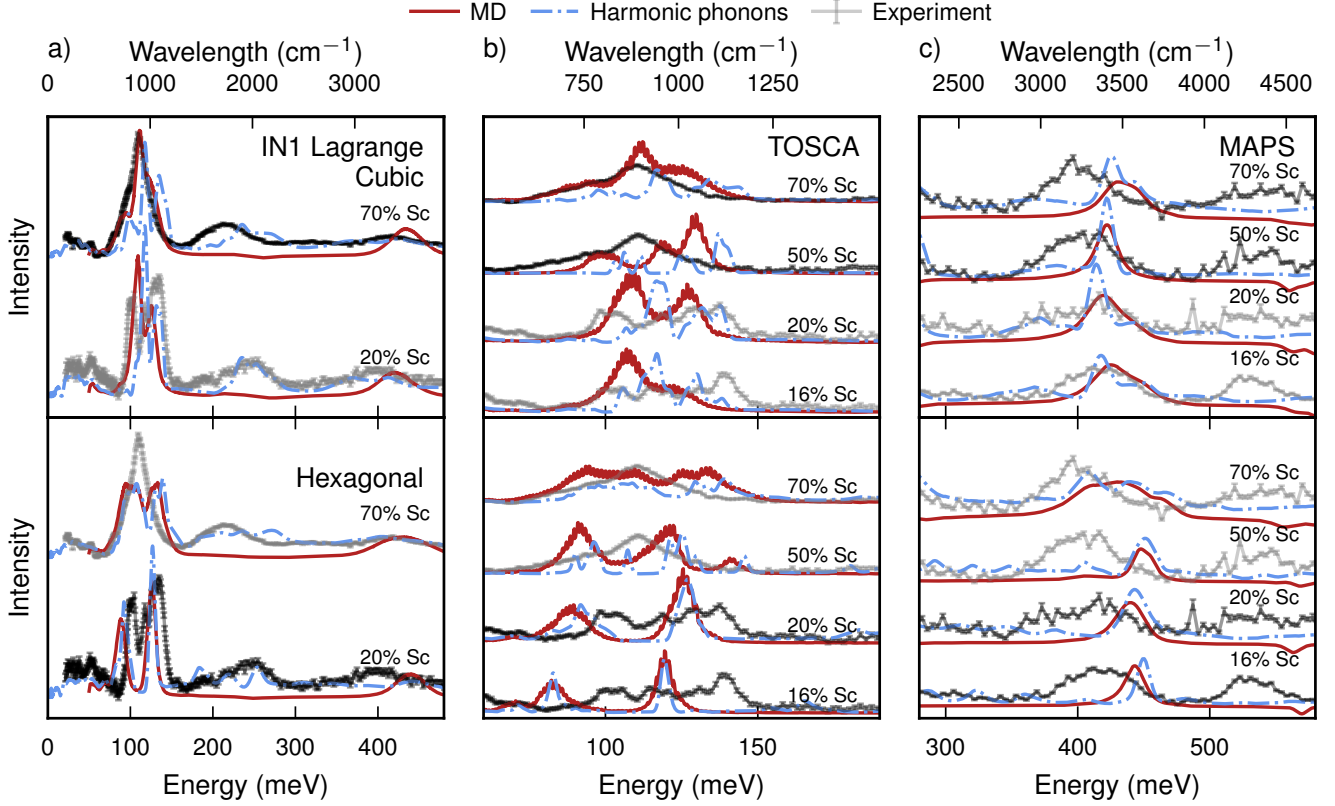 MD Harmonic phonons Experiment
a) Wavelength (cm⁻¹)
0 1000 2000 3000
IN1 Lagrange
Cubic
70% Sc
20% Sc
Intensity
Hexagonal
70% Sc
20% Sc
Intensity
0 100 200 300 400
Energy (meV)
b) Wavelength (cm⁻¹)
750 1000 1250
TOSCA
70% Sc
50% Sc
20% Sc
16% Sc
70% Sc
50% Sc
20% Sc
16% Sc
100 150
Energy (meV)
c) Wavelength (cm⁻¹)
2500 3000 3500 4000 4500
MAPS
70% Sc
50% Sc
20% Sc
16% Sc
70% Sc
50% Sc
20% Sc
16% Sc
300 400 500
Energy (meV)